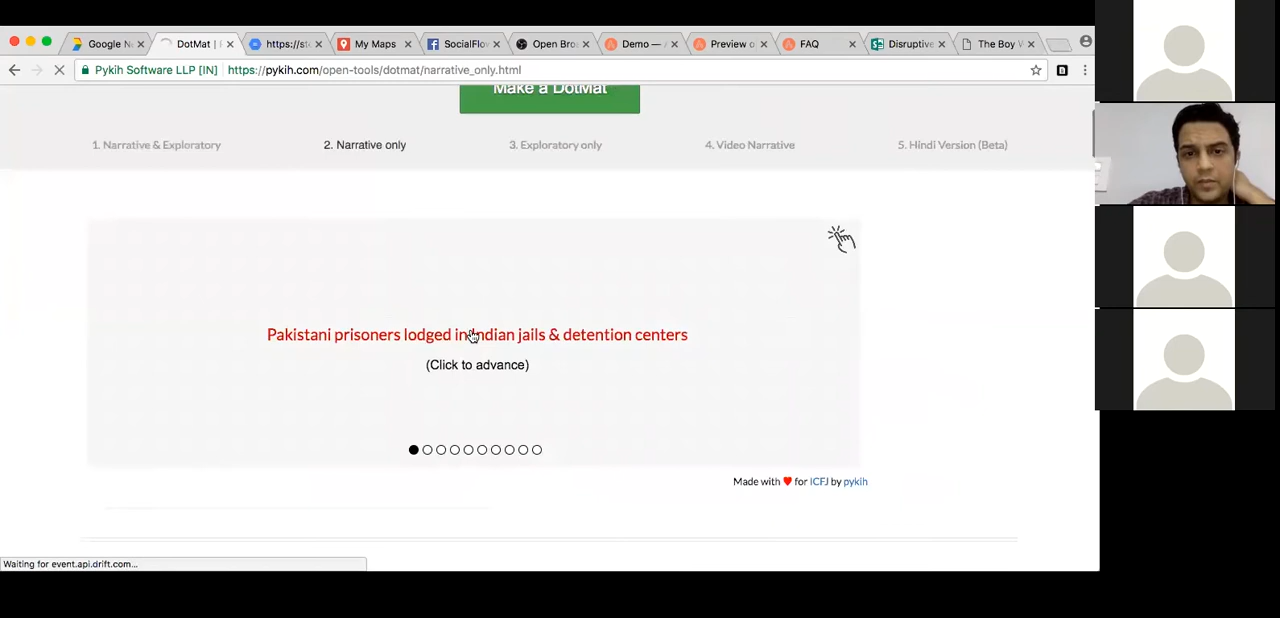 Google Ne
DotMat | P
https://sto
My Maps
SocialFlow
Open Bro
Demo — A
Preview o
FAQ
Disruptive
The Boy W
Pykih Software LLP [IN]
https://pykih.com/open-tools/dotmat/narrative_only.html
Make a DotMat
1. Narrative & Exploratory
2. Narrative only
3. Exploratory only
4. Video Narrative
5. Hindi Version (Beta)
Pakistani prisoners lodged in Indian jails & detention centers
(Click to advance)
Made with ❤ for ICFJ by pykih
Waiting for event.api.drift.com...